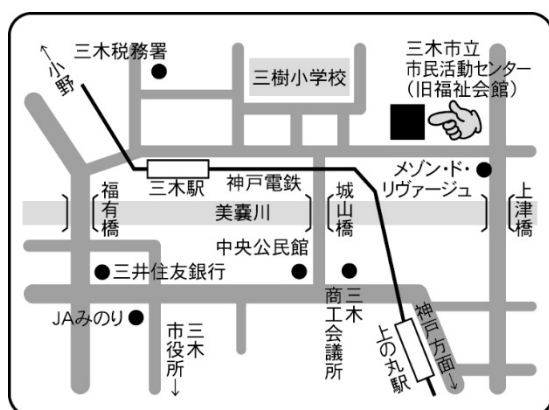 ←小野
三木税務署
三樹小学校
三木市立
市民活動センター
(旧福祉会館)
三木駅
神戸電鉄
メゾン・ド・
リヴァージュ
福有橋
美嚢川
城山橋
上津橋
三井住友銀行
中央公民館
JAみのり
三木
市役所→
三木
商工会議所
上の丸駅
神戸方面→